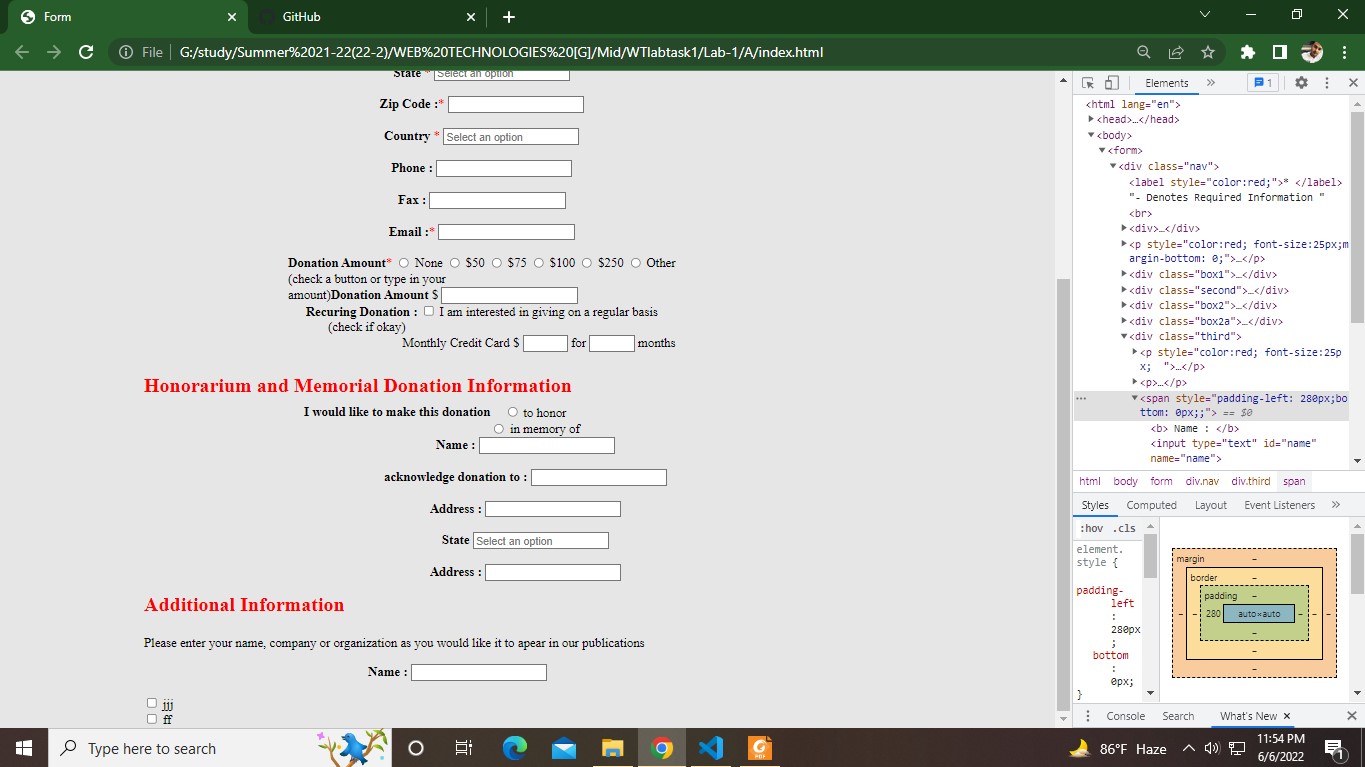 Form
GitHub
File
G:/study/Summer%2021-22(22-2)/WEB%20TECHNOLOGIES%20[G]/Mid/WTlabtask1/Lab-1/A/index.html
State * Select an option
Zip Code :*
Country * Select an option
Phone :
Fax :
Email :*
Donation Amount* None $50 $75 $100 $250 Other
(check a button or type in your
amount)Donation Amount $
Recuring Donation : I am interested in giving on a regular basis
(check if okay)
Monthly Credit Card $ for months
Honorarium and Memorial Donation Information
I would like to make this donation to honor
in memory of
Name :
acknowledge donation to :
Address :
State Select an option
Address :
Additional Information
Please enter your name, company or organization as you would like it to apear in our publications
Name :
jjj
ff
Elements » 1
<html lang="en">
<head>…</head>
<body>
<form>
<div class="nav">
<label style="color:red;">* </label>
"- Denotes Required Information "
<br>
<div>…</div>
<p style="color:red; font-size:25px;m
argin-bottom: 0;">…</p>
<div class="box1">…</div>
<div class="second">…</div>
<div class="box2">…</div>
<div class="box2a">…</div>
<div class="third">
<p style="color:red; font-size:25p
x;  ">…</p>
<p>…</p>
… <span style="padding-left: 280px;bo
ttom: 0px;;"> == $0
<b> Name : </b>
<input type="text" id="name"
name="name">
html body form div.nav div.third span
Styles Computed Layout Event Listeners »
:hov .cls
element.
style {
padding-
left
:
280px
;
bottom
:
0px;
}
margin -
border -
padding -
- - 280 auto×auto - - -
-
-
-
Console Search What's New
Type here to search
86°F Haze
11:54 PM
6/6/2022
1